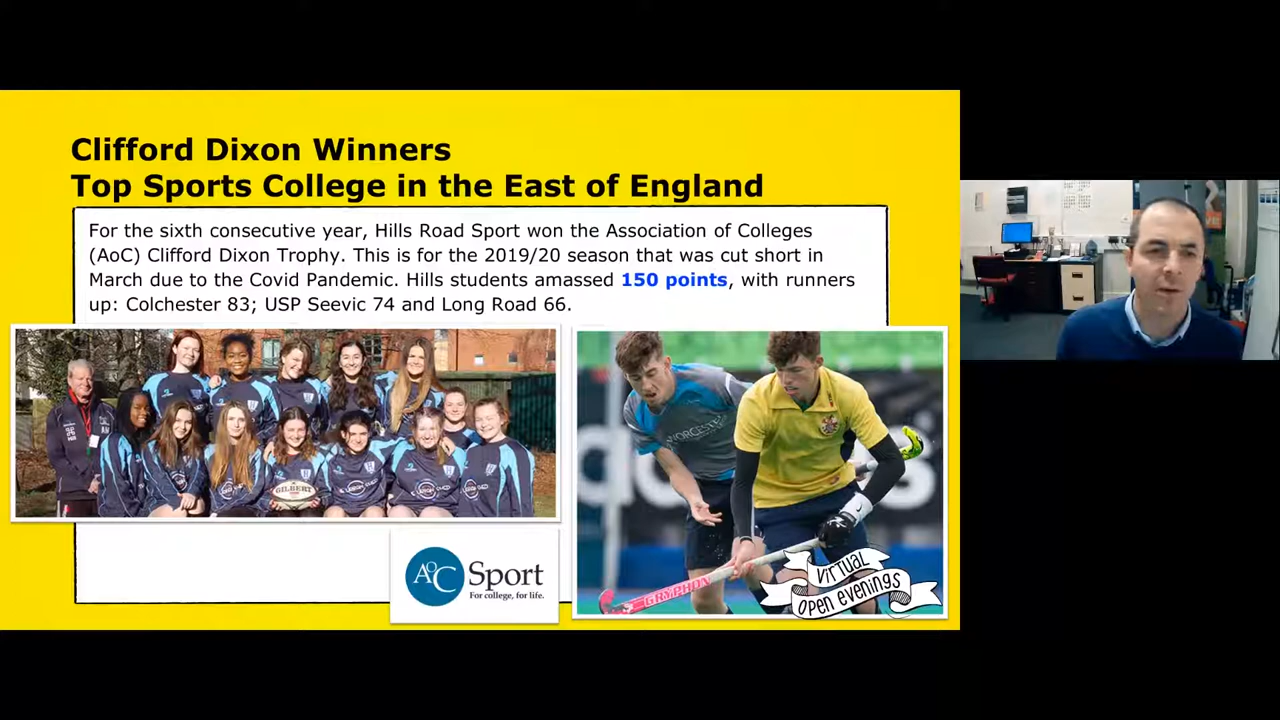 Clifford Dixon Winners
Top Sports College in the East of England
For the sixth consecutive year, Hills Road Sport won the Association of Colleges
(AoC) Clifford Dixon Trophy. This is for the 2019/20 season that was cut short in
March due to the Covid Pandemic. Hills students amassed 150 points, with runners
up: Colchester 83; USP Seevic 74 and Long Road 66.
GILBERT
WORCESTER
GRYPHON
AoC Sport
For college, for life.
VIRTUAL
OPEN EVENINGS